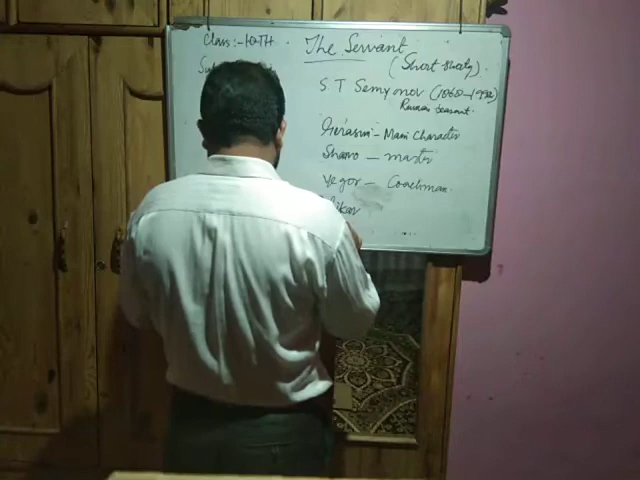 Class:- 10TH
The Servant
(Short story).
S.T Semyonov (1868-1922)
Russian peasant.
Gerasim:- Main Character
Sharov - master
Yegor - Coachman.